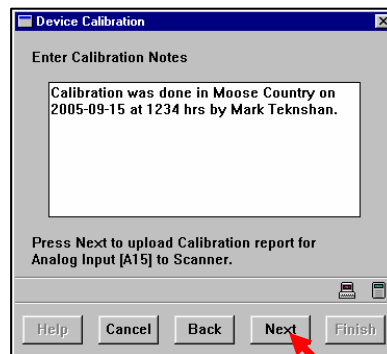 Device Calibration
Enter Calibration Notes
Calibration was done in Moose Country on
2005-09-15 at 1234 hrs by Mark Teknshan.
Press Next to upload Calibration report for
Analog Input [A15] to Scanner.
Help Cancel Back Next Finish